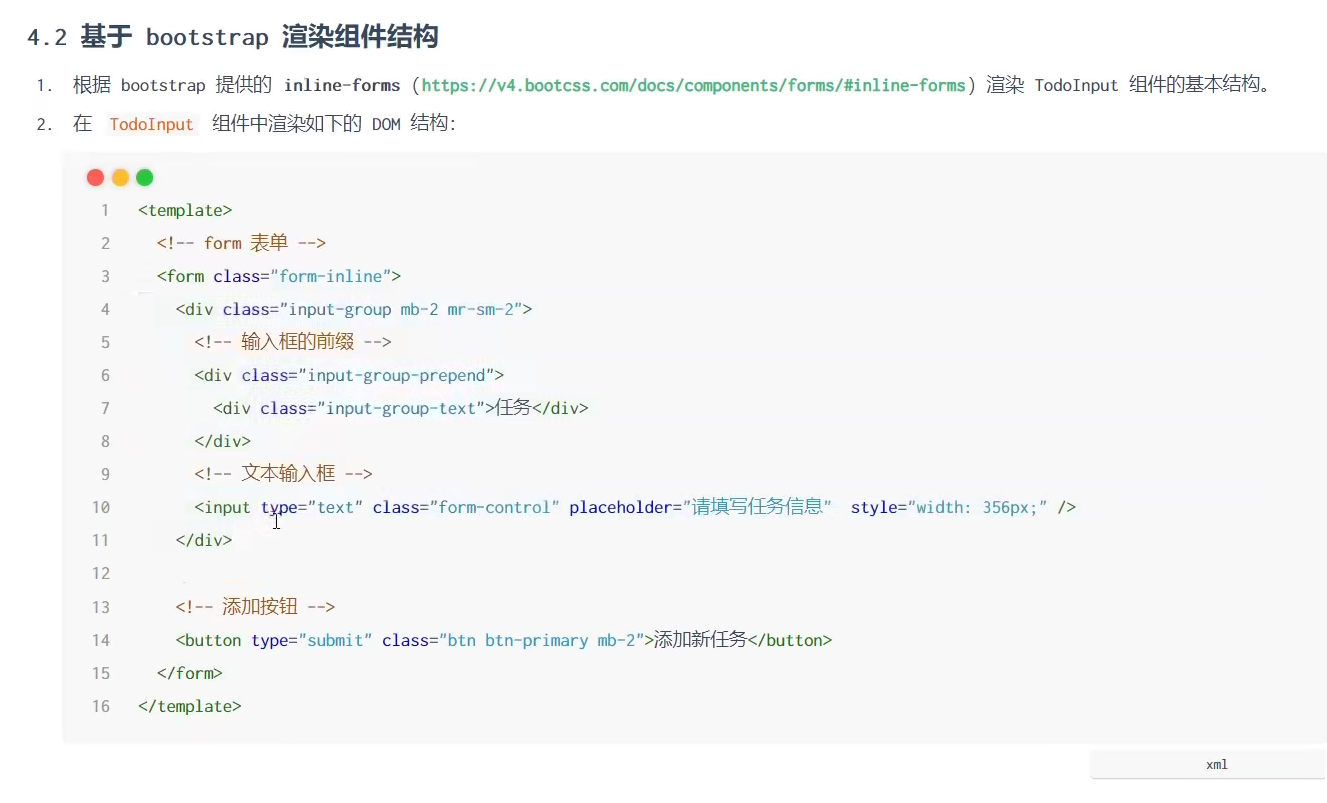 4.2 基于 bootstrap 渲染组件结构
1. 根据 bootstrap 提供的 inline-forms (https://v4.bootcss.com/docs/components/forms/#inline-forms) 渲染 TodoInput 组件的基本结构。
2. 在 TodoInput 组件中渲染如下的 DOM 结构:
1 <template>
2 <!-- form 表单 -->
3 <form class="form-inline">
4 <div class="input-group mb-2 mr-sm-2">
5 <!-- 输入框的前缀 -->
6 <div class="input-group-prepend">
7 <div class="input-group-text">任务</div>
8 </div>
9 <!-- 文本输入框 -->
10 <input type="text" class="form-control" placeholder="请填写任务信息" style="width: 356px;" />
11 </div>
12
13 <!-- 添加按钮 -->
14 <button type="submit" class="btn btn-primary mb-2">添加新任务</button>
15 </form>
16 </template>
xml